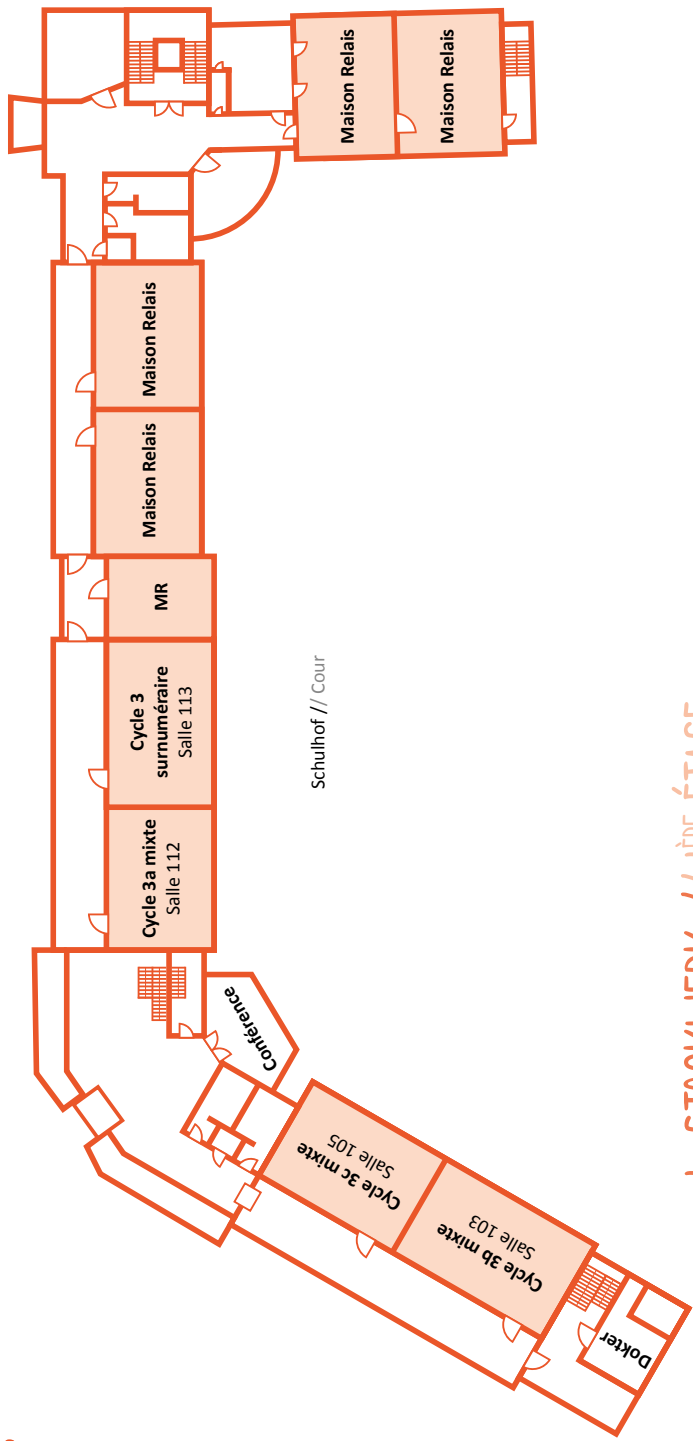 Maison Relais
Maison Relais
Maison Relais
Maison Relais
MR
Cycle 3
surnuméraire
Salle 113
Cycle 3a mixte
Salle 112
Schulhof // Cour
Conférence
Cycle 3c mixte
Salle 105
Cycle 3b mixte
Salle 103
Dokter